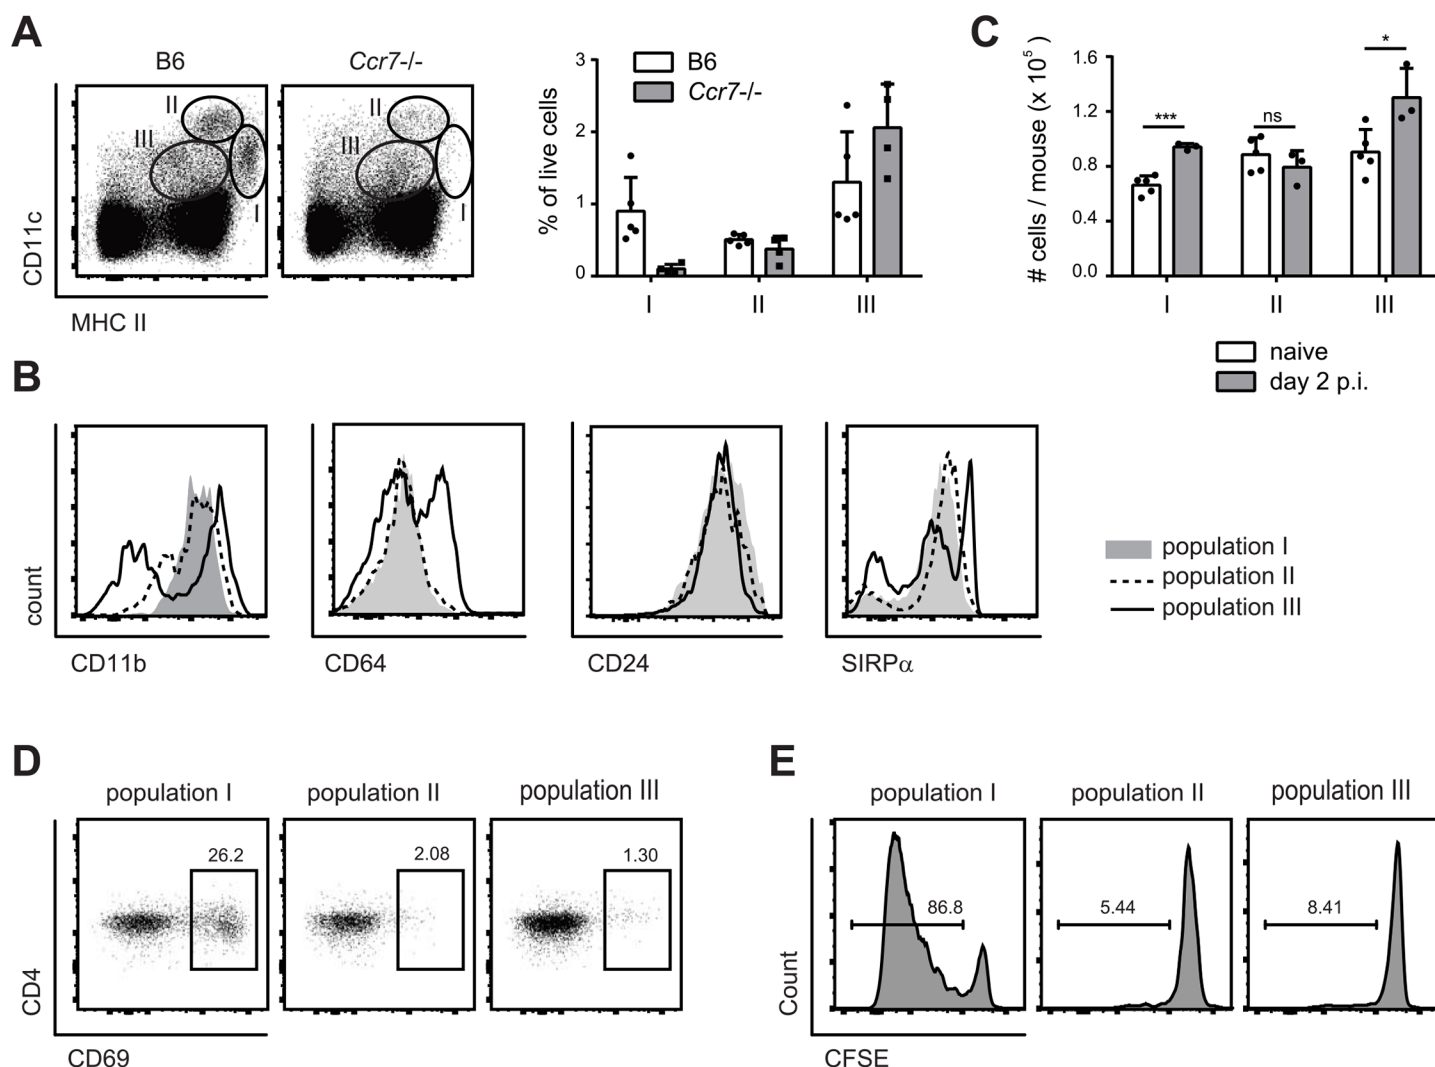 A
B6
Ccr7-/-
II
III
I
II
III
I
CD11c
MHC II
% of live cells
3
2
1
0
B6
Ccr7-/-
I
II
III
C
# cells / mouse (x 10⁵)
1.6
1.2
0.8
0.4
0.0
***
ns
*
I
II
III
naive
day 2 p.i.
B
count
CD11b
CD64
CD24
SIRPα
population I
population II
population III
D
population I
population II
population III
26.2
2.08
1.30
CD4
CD69
E
population I
population II
population III
86.8
5.44
8.41
Count
CFSE